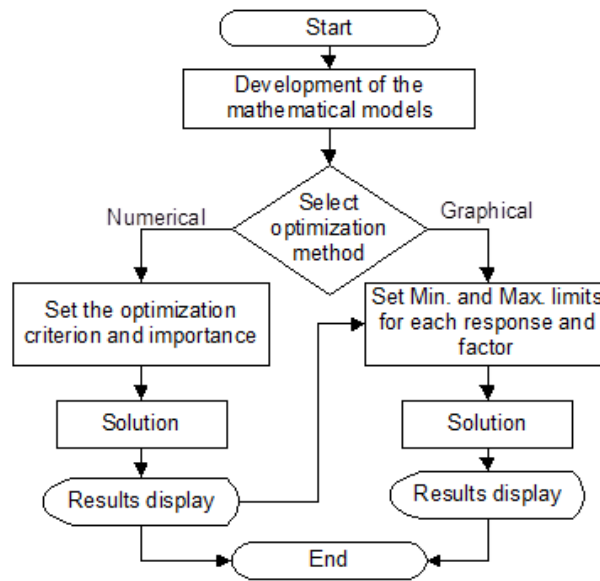 Start
Development of the
mathematical models
Select
optimization
method
Numerical
Graphical
Set the optimization
criterion and importance
Set Min. and Max. limits
for each response and
factor
Solution
Solution
Results display
Results display
End